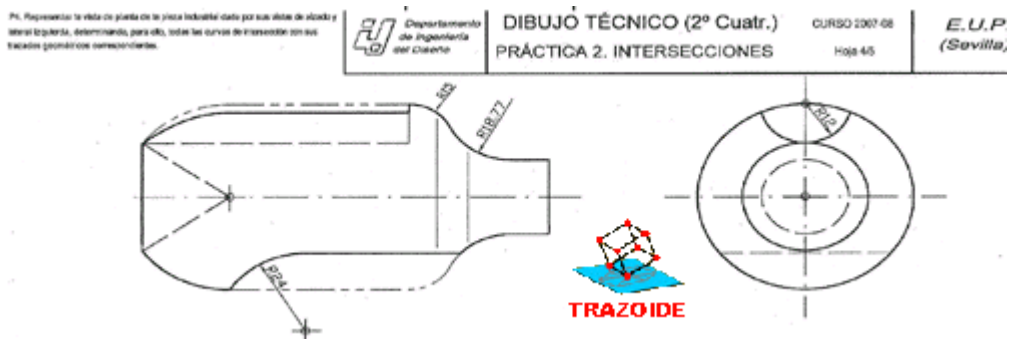 P4. Representar la vista de planta de la pieza industrial dada por sus vistas de alzado y
lateral izquierda, determinando, para ello, todas las curvas de intersección con sus
trazados geométricos correspondientes.
Departamento
de Ingeniería
del Diseño
DIBUJO TÉCNICO (2º Cuatr.)
PRÁCTICA 2. INTERSECCIONES
CURSO 2007-08
Hoja 4/5
E.U.P.
(Sevilla)
R18,77
R12
R24
TRAZOIDE